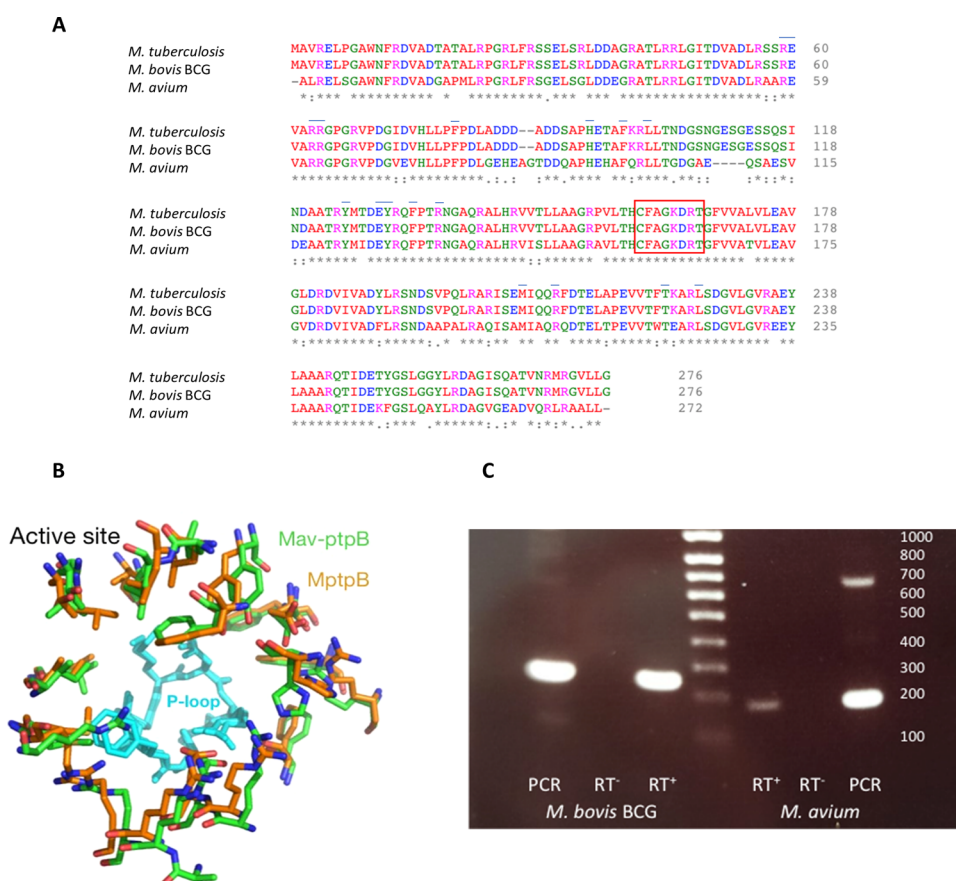 A
M. tuberculosis MAVRELPGAWNFRDVADTATALRPGRLFRSSELSRLDDAGRATLRRLGITDVADLRSSRE 60
M. bovis BCG MAVRELPGAWNFRDVADTATALRPGRLFRSSELSRLDDAGRATLRRLGITDVADLRSSRE 60
M. avium -ALRELSGAWNFRDVADGAPMLRPGRLFRSGELSGLDDEGRATLRRLGITDVADLRAARE 59
M. tuberculosis VARRGPGRVPDGIDVHLLPFPDLADDD--ADDSAPHETAFKRLLTNDGSNGESGESSQSI 118
M. bovis BCG VARRGPGRVPDGIDVHLLPFPDLADDD--ADDSAPHETAFKRLLTNDGSNGESGESSQSI 118
M. avium VARRGPGRVPDGVEVHLLPFPDLGEHEAGTDDQAPHEHAFQRLLTGDGAE----QSAESV 115
M. tuberculosis NDAATRYMTDEYRQFPTRNGAQRALHRVVTLLAAGRPVLTHCFAGKDRTGFVVALVLEAV 178
M. bovis BCG NDAATRYMTDEYRQFPTRNGAQRALHRVVTLLAAGRPVLTHCFAGKDRTGFVVALVLEAV 178
M. avium DEAATRYMIDEYRQFPTRNGAQRALHRVISLLAAGRAVLTHCFAGKDRTGFVVATVLEAV 175
M. tuberculosis GLDRDVIVADYLRSNDSVPQLRARISEMIQQRFDTELAPEVVTFTKARLSDGVLGVRAEY 238
M. bovis BCG GLDRDVIVADYLRSNDSVPQLRARISEMIQQRFDTELAPEVVTFTKARLSDGVLGVRAEY 238
M. avium GVDRDVIVADFLRSNDAAPALRAQISAMIAQRQDTELTPEVVTWTEARLSDGVLGVREEY 235
M. tuberculosis LAAARQTIDETYGSLGGYLRDAGISQATVNRMRGVLLG 276
M. bovis BCG LAAARQTIDETYGSLGGYLRDAGISQATVNRMRGVLLG 276
M. avium LAAARQTIDEKFGSLQAYLRDAGVGEADVQRLRAALL- 272
B
Active site
Mav-ptpB
MptpB
P-loop
C
1000
800
700
600
500
400
300
200
100
PCR RT- RT+ RT+ RT- PCR
M. bovis BCG M. avium